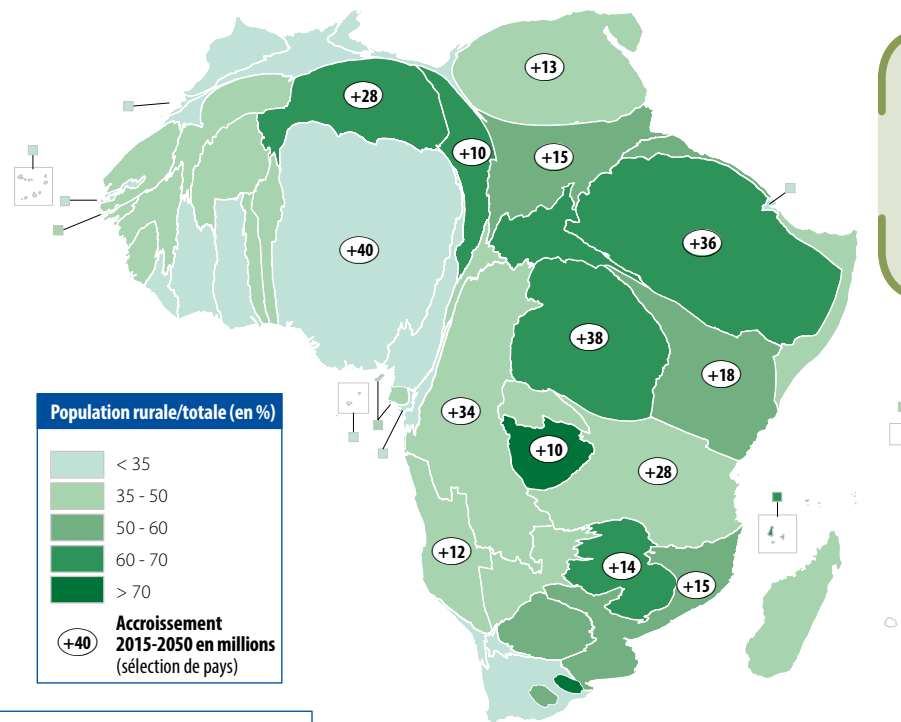 +13
+28
+10
+15
+40
+36
+38
+18
+34
+10
+28
+12
+14
+15
Population rurale/totale (en %)
< 35
35 - 50
50 - 60
60 - 70
> 70
+40
Accroissement
2015-2050 en millions
(sélection de pays)